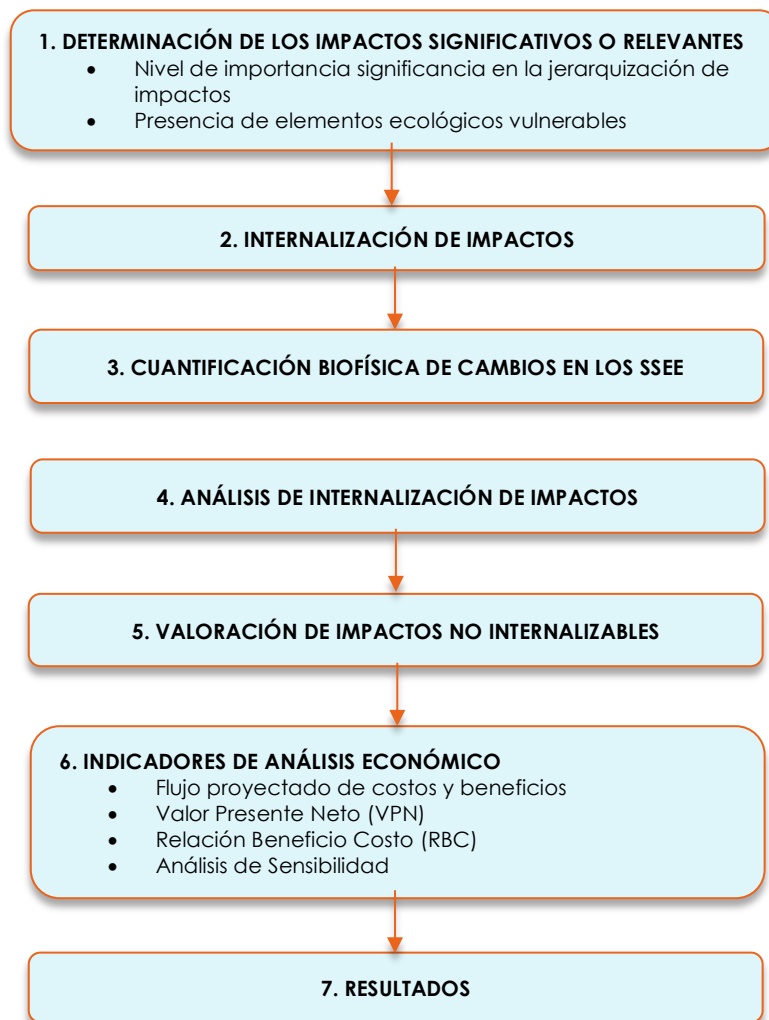 1. DETERMINACIÓN DE LOS IMPACTOS SIGNIFICATIVOS O RELEVANTES
• Nivel de importancia significancia en la jerarquización de
impactos
• Presencia de elementos ecológicos vulnerables
2. INTERNALIZACIÓN DE IMPACTOS
3. CUANTIFICACIÓN BIOFÍSICA DE CAMBIOS EN LOS SSEE
4. ANÁLISIS DE INTERNALIZACIÓN DE IMPACTOS
5. VALORACIÓN DE IMPACTOS NO INTERNALIZABLES
6. INDICADORES DE ANÁLISIS ECONÓMICO
• Flujo proyectado de costos y beneficios
• Valor Presente Neto (VPN)
• Relación Beneficio Costo (RBC)
• Análisis de Sensibilidad
7. RESULTADOS